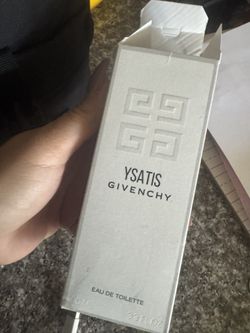 YSATIS
GIVENCHY
EAU DE TOILETTE